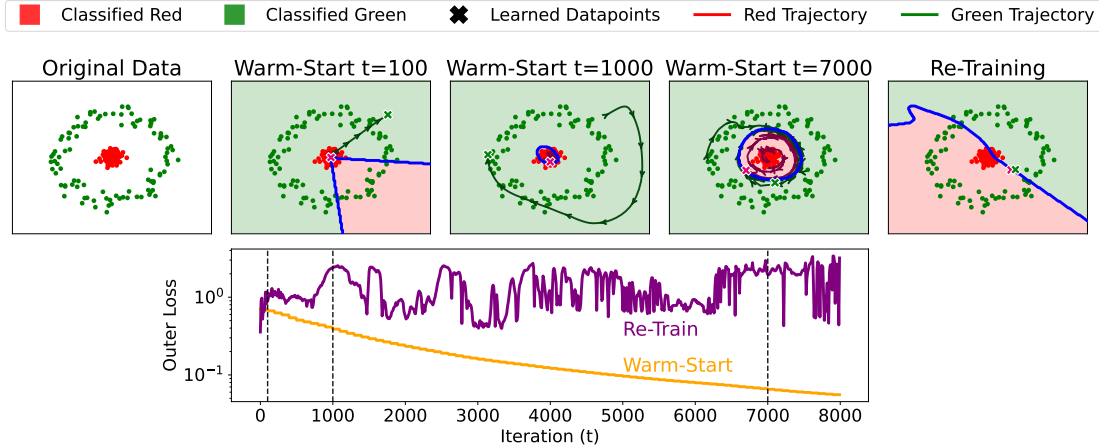 Classified Red Classified Green Learned Datapoints Red Trajectory Green Trajectory
Original Data Warm-Start t=100 Warm-Start t=1000 Warm-Start t=7000 Re-Training
Outer Loss
10⁰
10⁻¹
Re-Train
Warm-Start
0 1000 2000 3000 4000 5000 6000 7000 8000
Iteration (t)